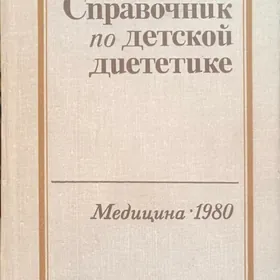 Справочник
по детской
диететике
Медицина·1980